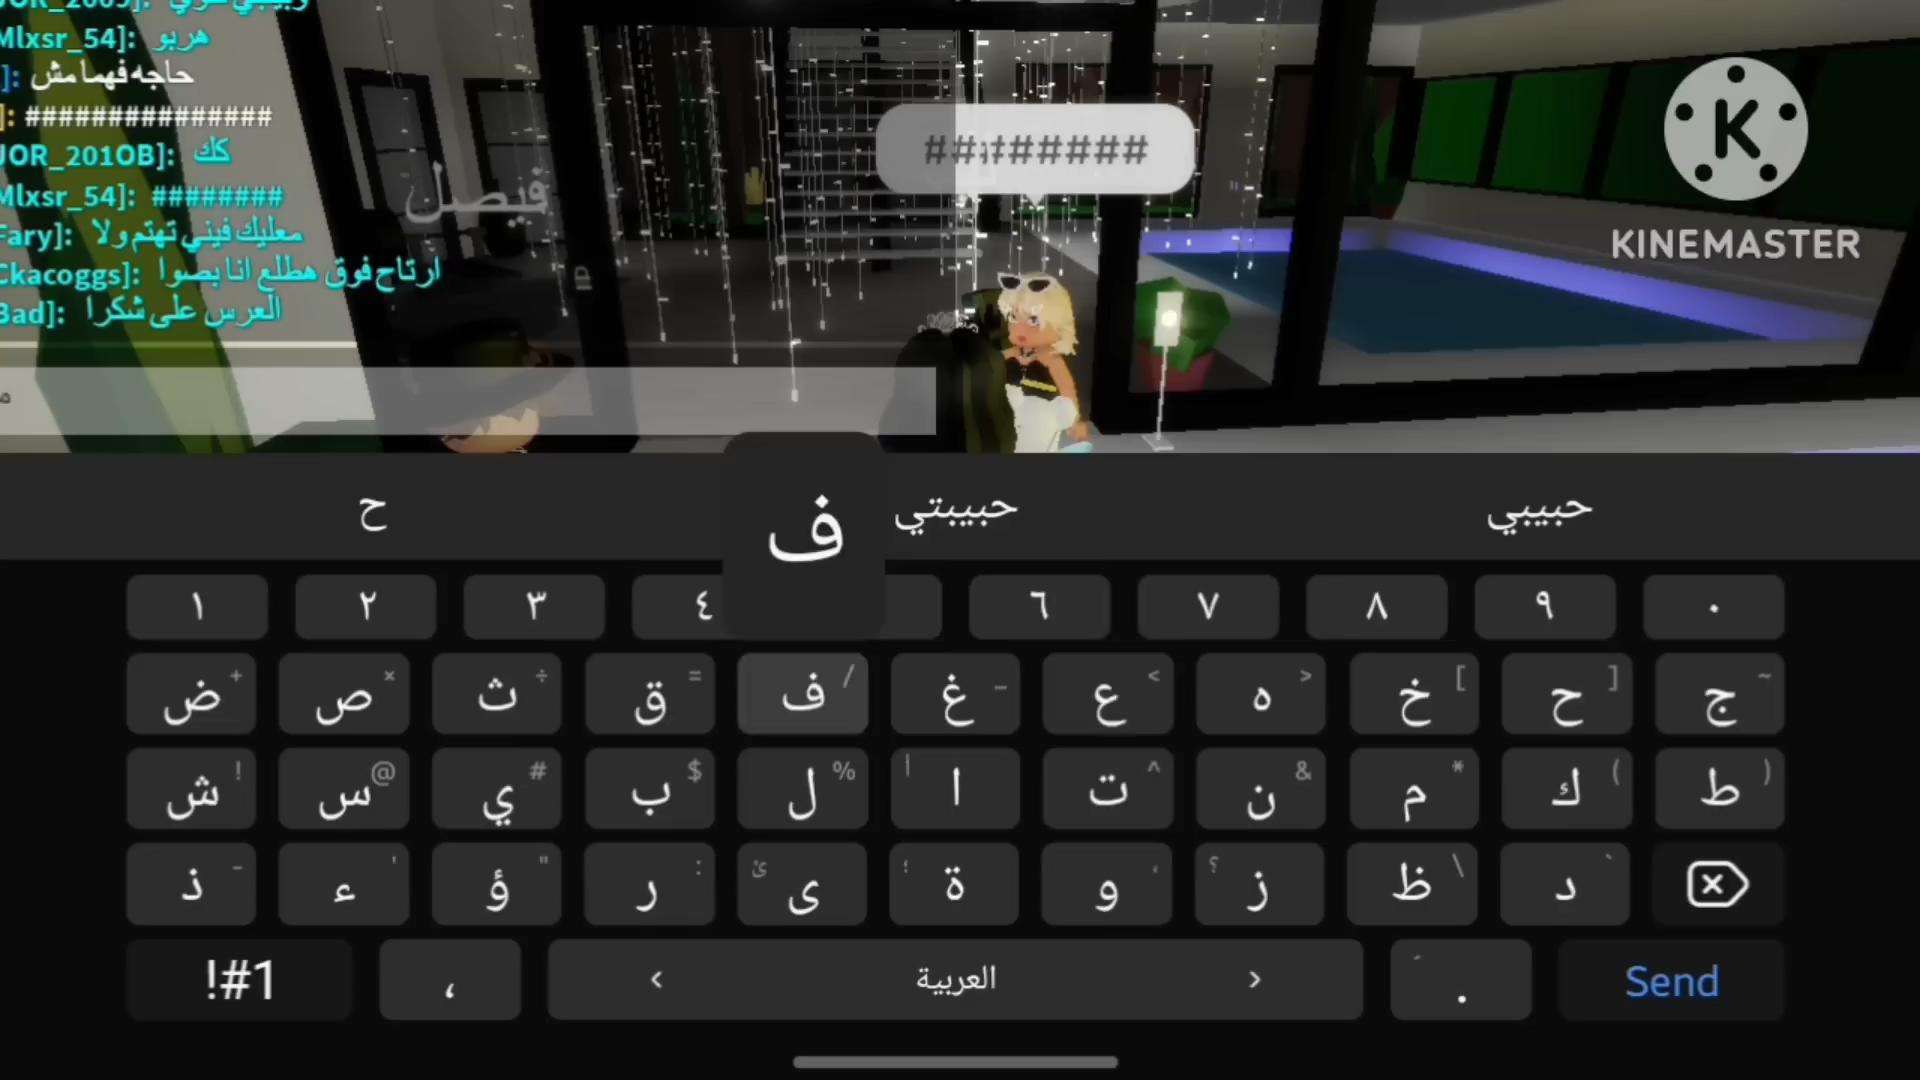 هربو :[Mlxsr_54
حاجه فهما مش :[
############### :[
كك :[JOR_201OB
######## :[Mlxsr_54
معليك فيني تهتم ولا :[Fary
ارتاح فوق هطلع انا بصوا :[Ckacoggs
العرس على شكرا :[Bad
فيصل
#########
KINEMASTER
ح
ف
حبيبتي
حبيبي
١ ٢ ٣ ٤ ٦ ٧ ٨ ٩ ٠
ض + ص × ث ÷ ق = ف / غ _ ع < ه > خ [ ح ] ج ~
ش ! س @ ي # ب $ ل % ا أ ت ^ ن & م * ك ( ط )
ذ - ء ' ؤ " ر : ى ئ ة ؛ و ، ز ؟ ظ \ د `
!#1 ، < العربية > . Send